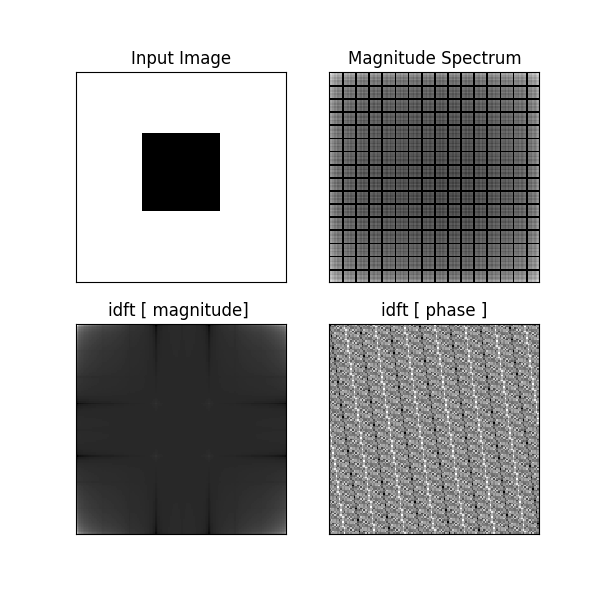 Input Image
Magnitude Spectrum
idft [ magnitude]
idft [ phase ]